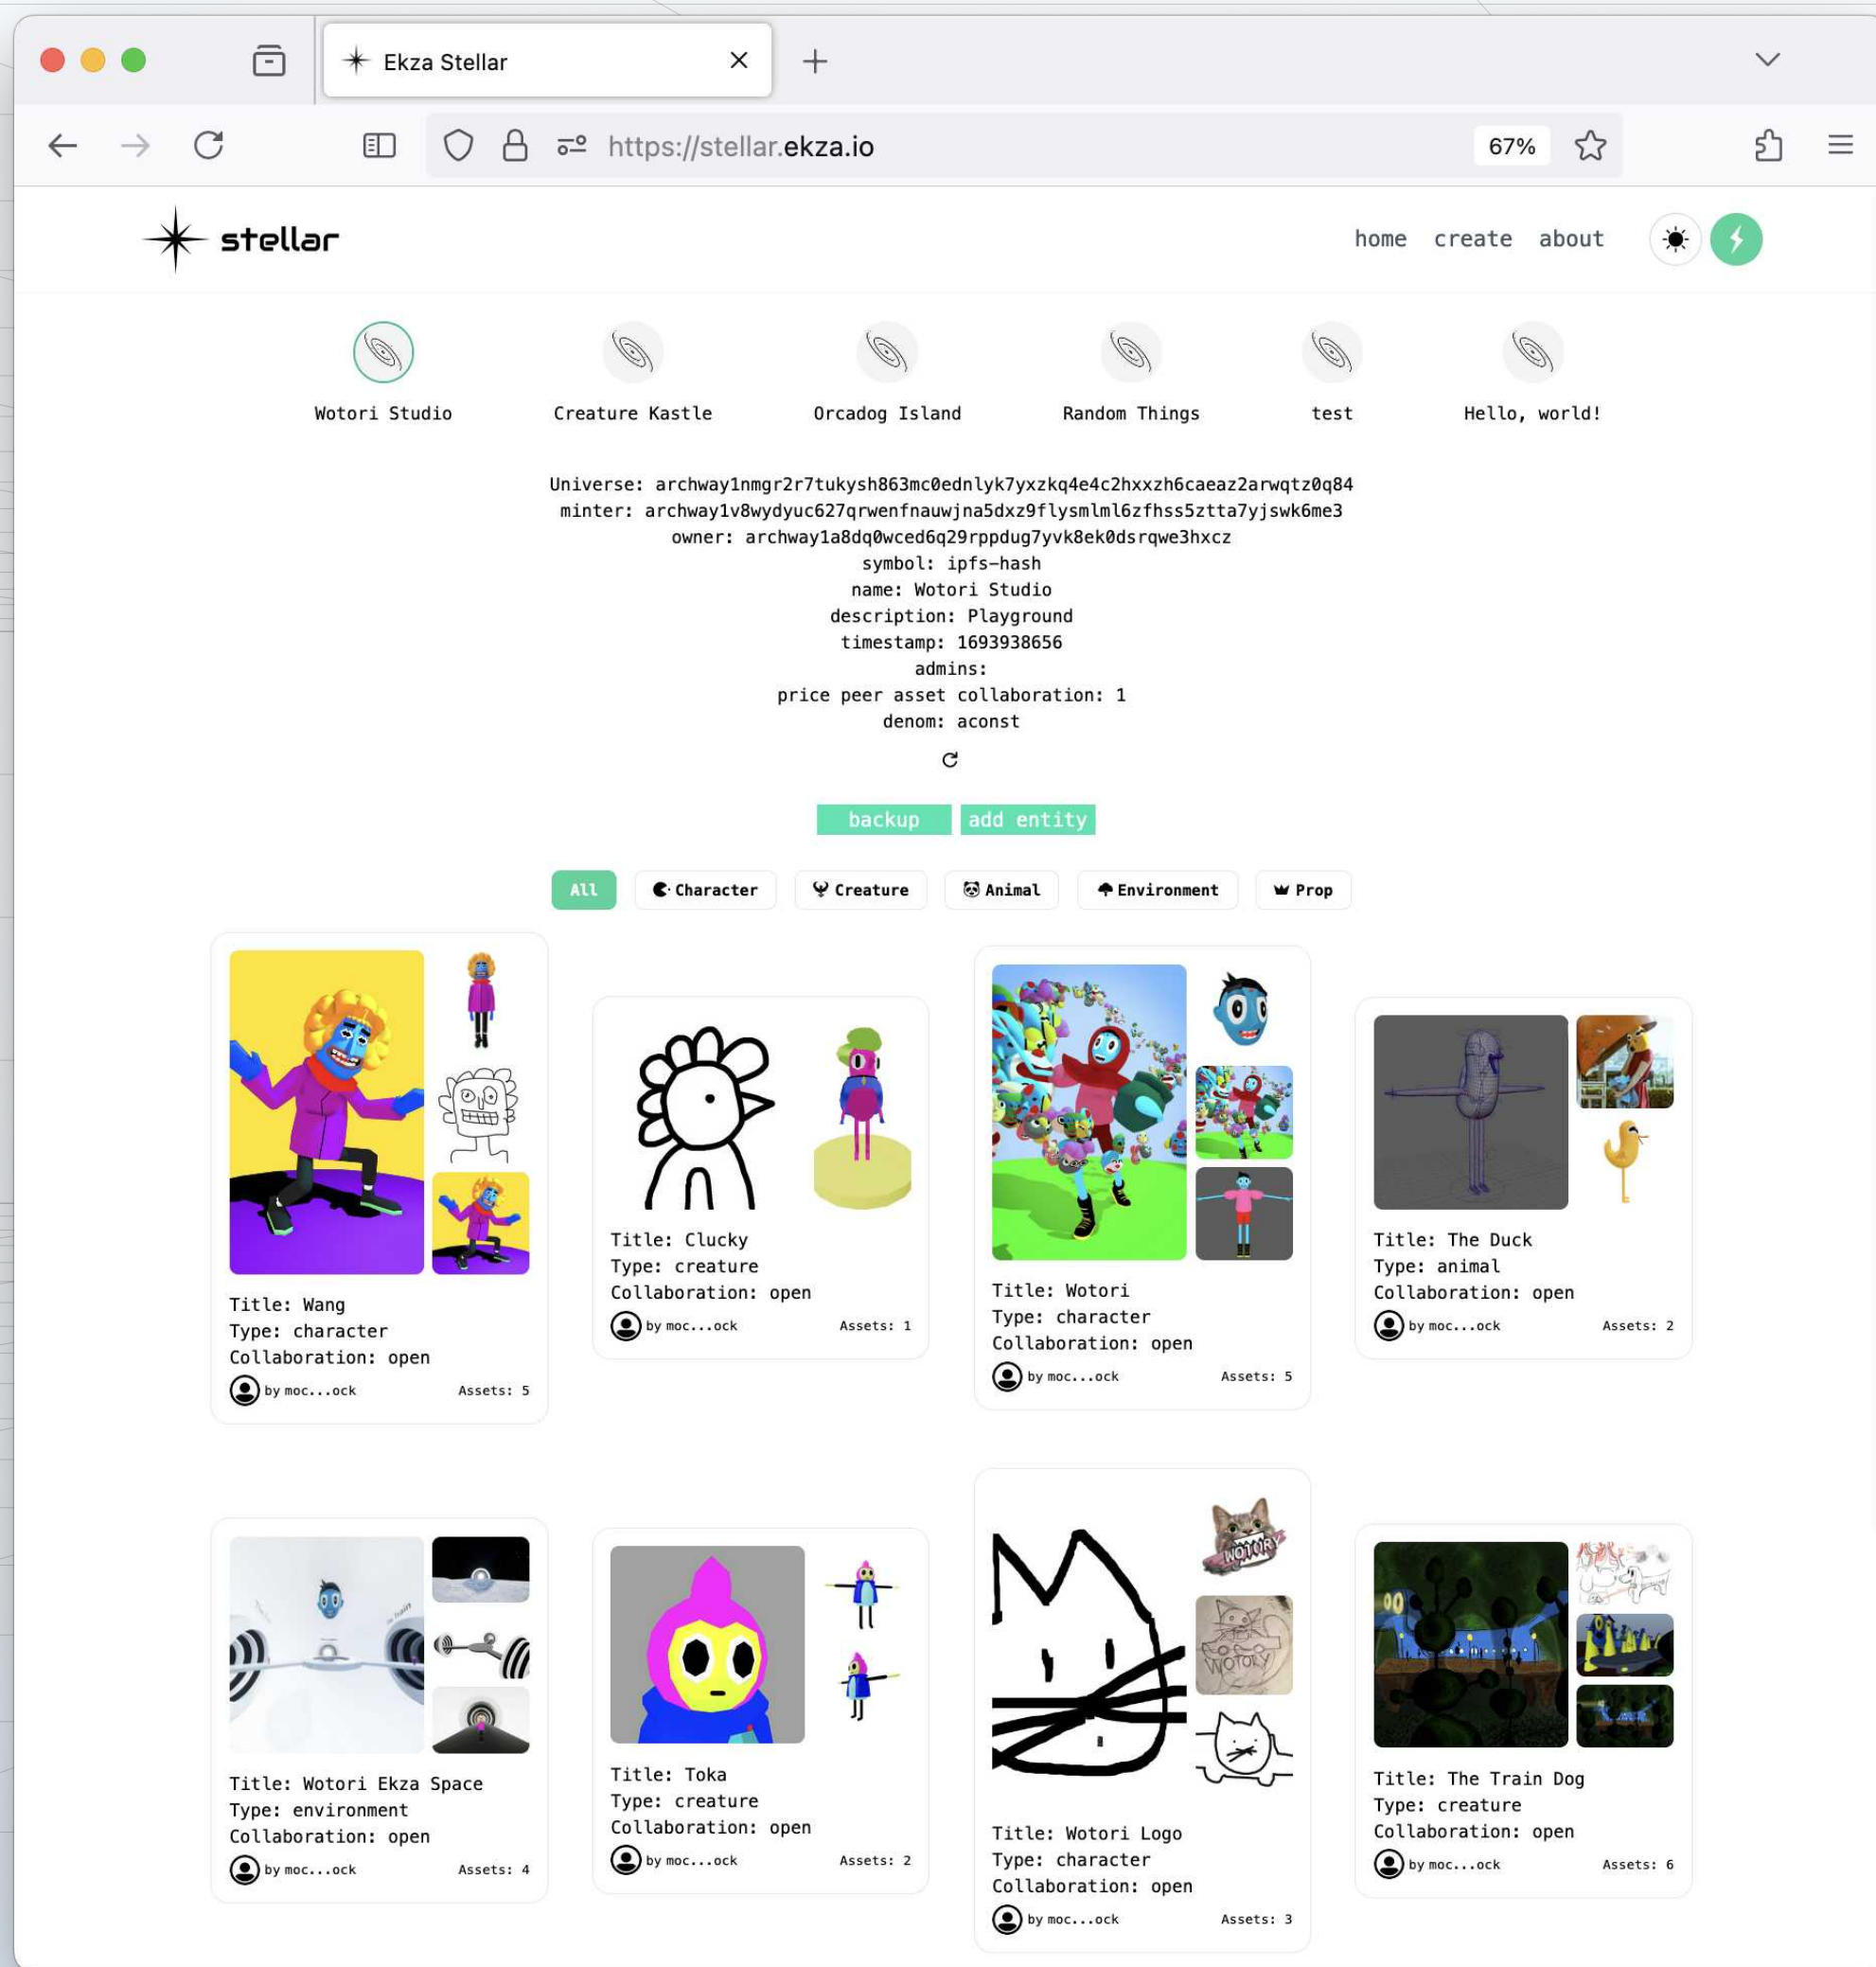 Ekza Stellar
https://stellar.ekza.io
67%
stellar
home create about
Wotori Studio
Creature Kastle
Orcadog Island
Random Things
test
Hello, world!
Universe: archway1nmgr2r7tukysh863mc0ednlyk7yxzkq4e4c2hxxzh6caeaz2arwqtz0q84
minter: archway1v8wydyuc627qrwenfnauwjna5dxz9flysmlml6zfhss5ztta7yjswk6me3
owner: archway1a8dq0wced6q29rppdug7yvk8ek0dsrqwe3hxcz
symbol: ipfs-hash
name: Wotori Studio
description: Playground
timestamp: 1693938656
admins:
price peer asset collaboration: 1
denom: aconst
backup
add entity
All
Character
Creature
Animal
Environment
Prop
Title: Wang
Type: character
Collaboration: open
by moc...ock
Assets: 5
Title: Clucky
Type: creature
Collaboration: open
by moc...ock
Assets: 1
Title: Wotori
Type: character
Collaboration: open
by moc...ock
Assets: 5
Title: The Duck
Type: animal
Collaboration: open
by moc...ock
Assets: 2
Title: Wotori Ekza Space
Type: environment
Collaboration: open
by moc...ock
Assets: 4
Title: Toka
Type: creature
Collaboration: open
by moc...ock
Assets: 2
WOTORY
WOTORY
Title: Wotori Logo
Type: character
Collaboration: open
by moc...ock
Assets: 3
Title: The Train Dog
Type: creature
Collaboration: open
by moc...ock
Assets: 6